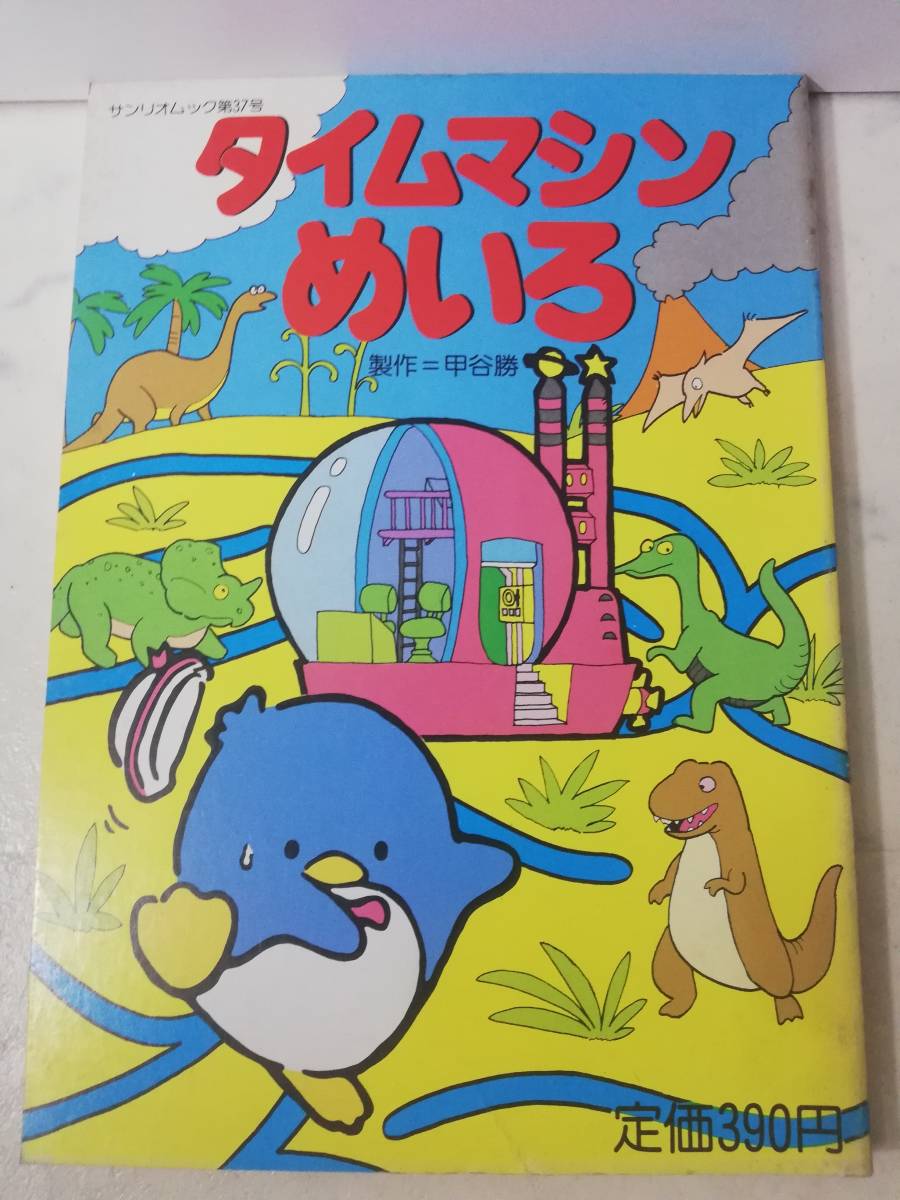 サンリオムック第37号
タイムマシン
めいろ
製作=甲谷勝
定価390円